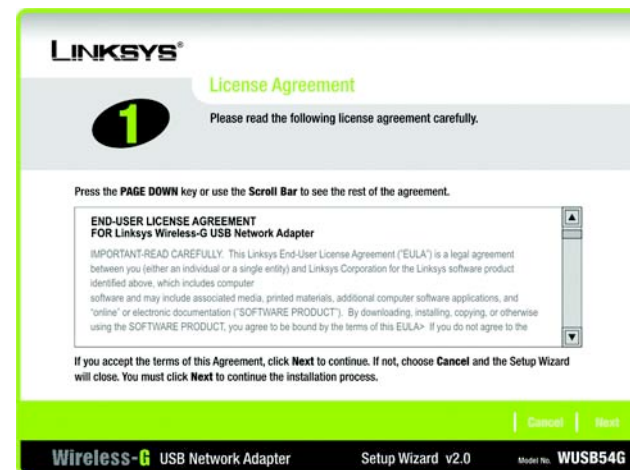 LINKSYS®
License Agreement
1
Please read the following license agreement carefully.
Press the PAGE DOWN key or use the Scroll Bar to see the rest of the agreement.
END-USER LICENSE AGREEMENT
FOR Linksys Wireless-G USB Network Adapter
IMPORTANT-READ CAREFULLY. This Linksys End-User License Agreement ("EULA") is a legal agreement
between you (either an individual or a single entity) and Linksys Corporation for the Linksys software product
identified above, which includes computer
software and may include associated media, printed materials, additional computer software applications, and
"online" or electronic documentation ("SOFTWARE PRODUCT"). By downloading, installing, copying, or otherwise
using the SOFTWARE PRODUCT, you agree to be bound by the terms of this EULA> If you do not agree to the
If you accept the terms of this Agreement, click Next to continue. If not, choose Cancel and the Setup Wizard
will close. You must click Next to continue the installation process.
Cancel Next
Wireless-G USB Network Adapter Setup Wizard v2.0 Model No. WUSB54G